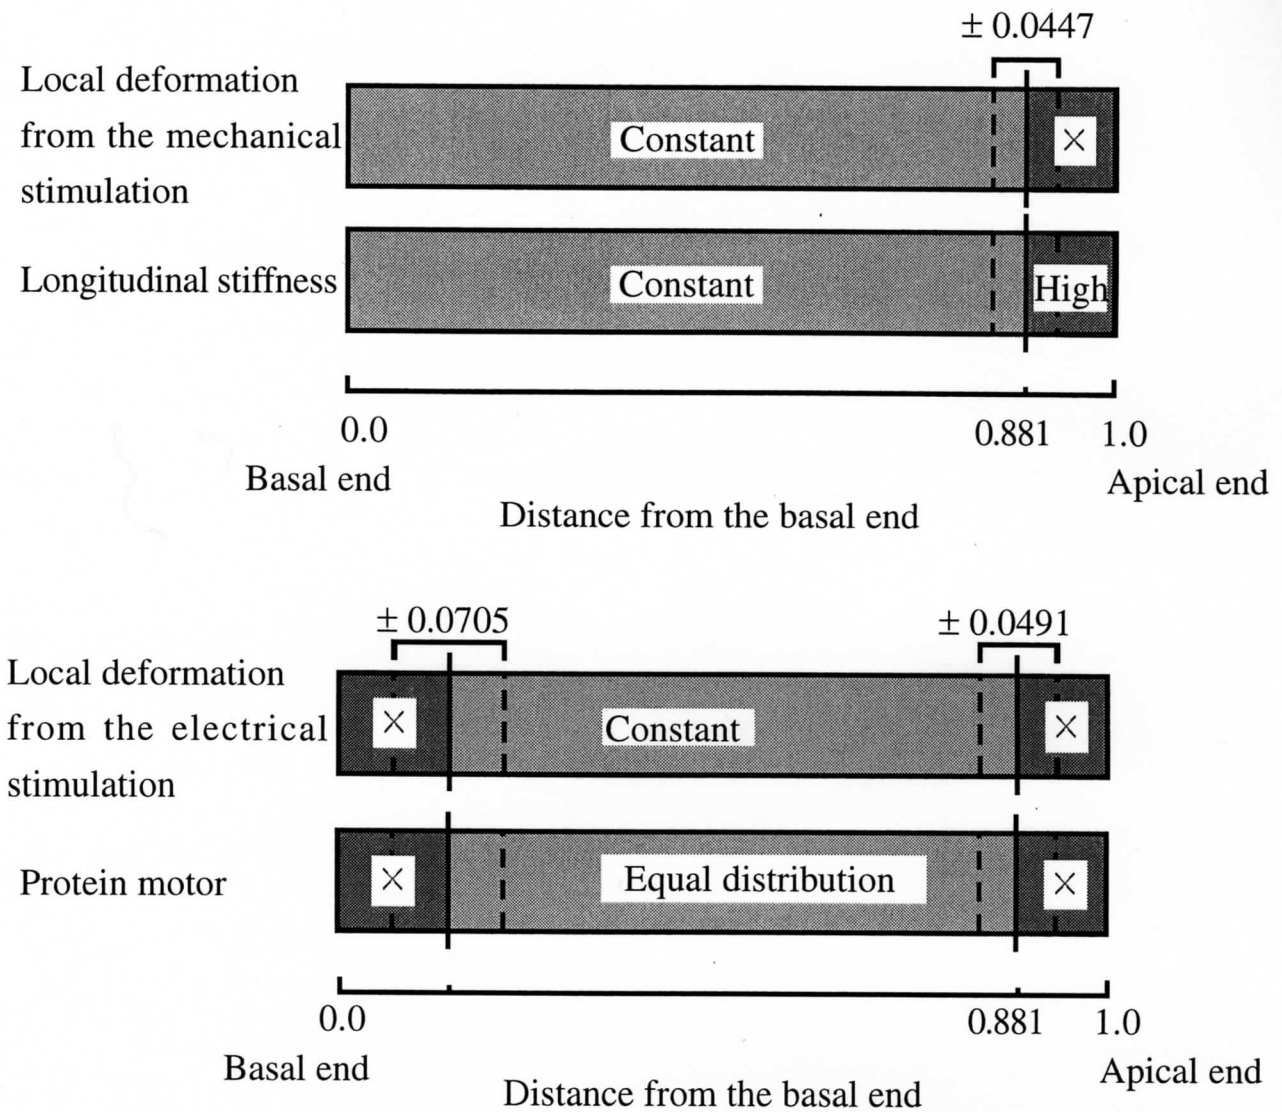 ± 0.0447
Local deformation
from the mechanical
stimulation
Constant
×
Longitudinal stiffness
Constant
High
0.0
0.881
1.0
Basal end
Apical end
Distance from the basal end
± 0.0705
± 0.0491
Local deformation
from the electrical
stimulation
×
Constant
×
Protein motor
×
Equal distribution
×
0.0
0.881
1.0
Basal end
Apical end
Distance from the basal end